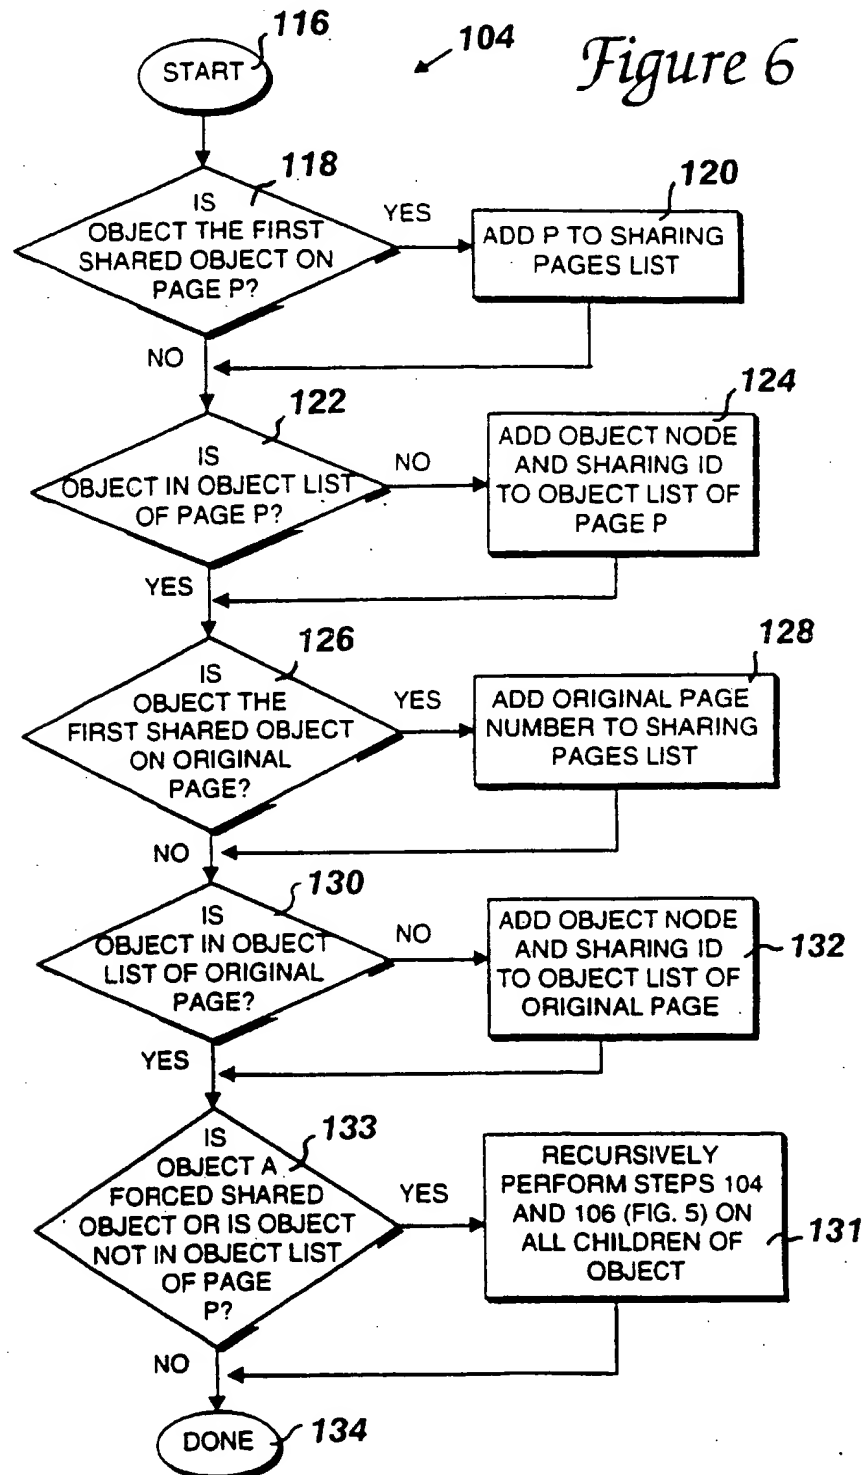 116
104
Figure 6
START
118
120
IS
OBJECT THE FIRST
SHARED OBJECT ON
PAGE P?
YES
ADD P TO SHARING
PAGES LIST
NO
122
124
IS
OBJECT IN OBJECT LIST
OF PAGE P?
NO
ADD OBJECT NODE
AND SHARING ID
TO OBJECT LIST OF
PAGE P
YES
126
128
IS
OBJECT THE
FIRST SHARED OBJECT
ON ORIGINAL
PAGE?
YES
ADD ORIGINAL PAGE
NUMBER TO SHARING
PAGES LIST
NO
130
IS
OBJECT IN OBJECT
LIST OF ORIGINAL
PAGE?
NO
ADD OBJECT NODE
AND SHARING ID
TO OBJECT LIST OF
ORIGINAL PAGE
132
YES
133
IS
OBJECT A
FORCED SHARED
OBJECT OR IS OBJECT
NOT IN OBJECT LIST
OF PAGE
P?
YES
RECURSIVELY
PERFORM STEPS 104
AND 106 (FIG. 5) ON
ALL CHILDREN OF
OBJECT
131
NO
DONE
134